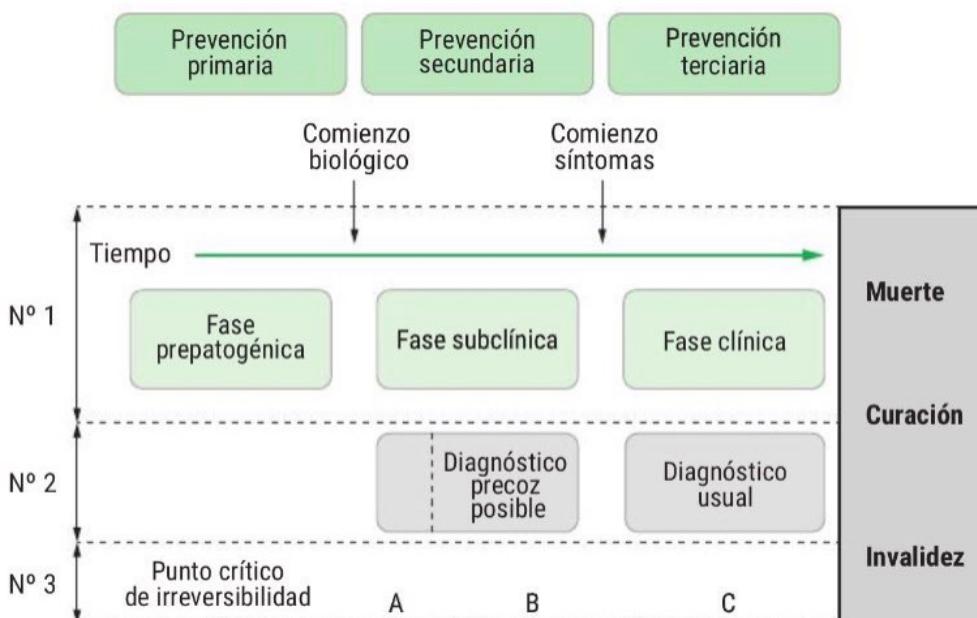 Prevención
primaria
Prevención
secundaria
Prevención
terciaria
Comienzo
biológico
Comienzo
síntomas
Nº 1
Tiempo
Fase
prepatogénica
Fase subclínica
Fase clínica
Nº 2
Diagnóstico
precoz
posible
Diagnóstico
usual
Nº 3
Punto crítico
de irreversibilidad
A
B
C
Muerte
Curación
Invalidez